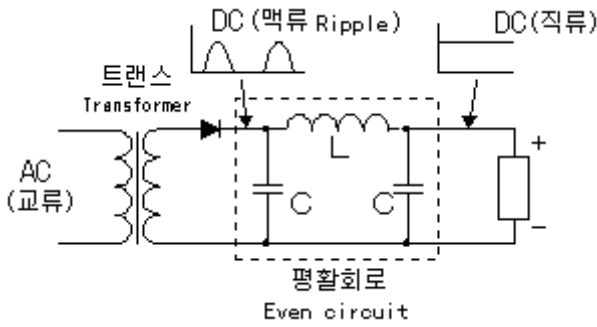 DC (맥류 Ripple)
DC(직류)
트랜스
Transformer
AC
(교류)
L
C
C
+
-
평활회로
Even circuit